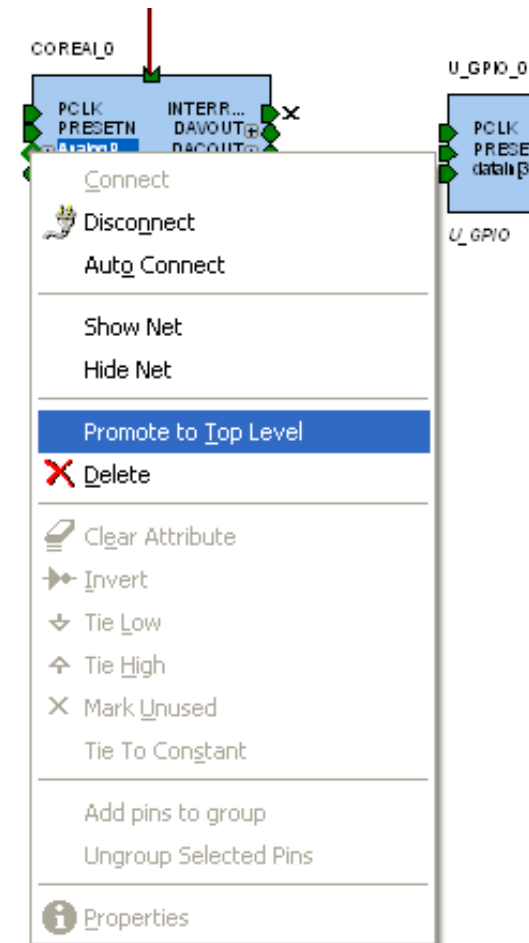 COREAI_0
PCLK INTERR...
PRESETN DAVOUT
DACOUT
U_GPIO_0
PCLK
PRESE
U_GPIO
Connect
Disconnect
Auto Connect
Show Net
Hide Net
Promote to Top Level
Delete
Clear Attribute
Invert
Tie Low
Tie High
Mark Unused
Tie To Constant
Add pins to group
Ungroup Selected Pins
Properties